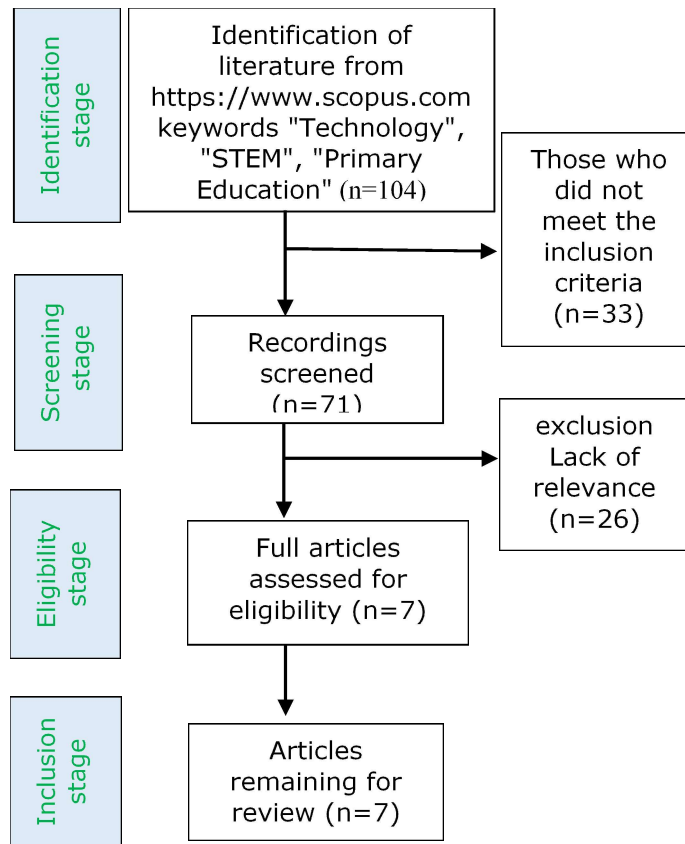 Identification
stage
Identification of
literature from
https://www.scopus.com
keywords "Technology",
"STEM", "Primary
Education" (n=104)
Those who
did not
meet the
inclusion
criteria
(n=33)
Screening
stage
Recordings
screened
(n=71)
exclusion
Lack of
relevance
(n=26)
Eligibility
stage
Full articles
assessed for
eligibility (n=7)
Inclusion
stage
Articles
remaining for
review (n=7)